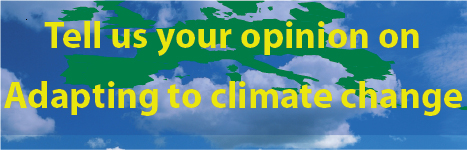 Tell us your opinion on
Adapting to climate change